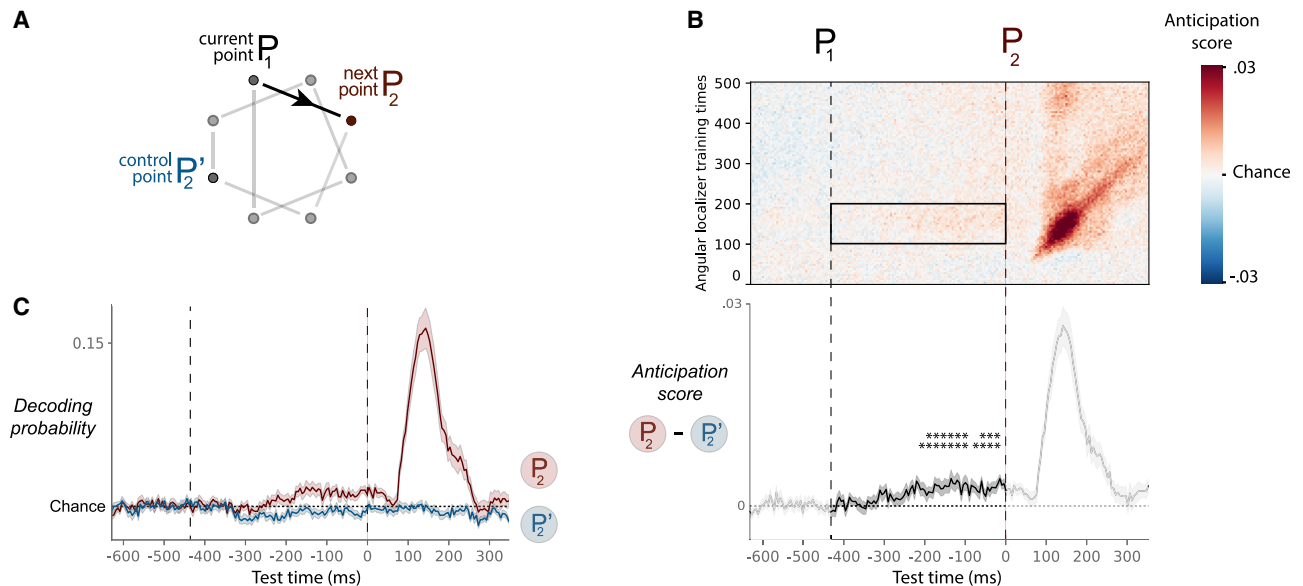 A
current
point P1
next
point P2
control
point P2'
B
P1
P2
Anticipation
score
.03
Chance
-.03
Angular localizer training times
500
400
300
200
100
0
C
0.15
Decoding
probability
Chance
P2
P2'
-600 -500 -400 -300 -200 -100 0 100 200 300
Test time (ms)
.03
Anticipation
score
P2 - P2'
0
****** ***
******* ****
-600 -500 -400 -300 -200 -100 0 100 200 300
Test time (ms)